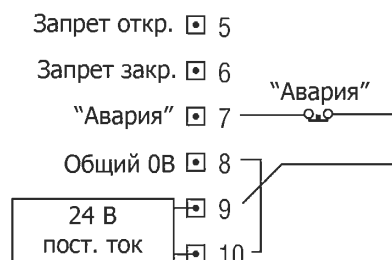 Запрет откр. 5
Запрет закр. 6
"Авария" 7 "Авария"
Общий 0В 8
24 В 9
пост. ток 10